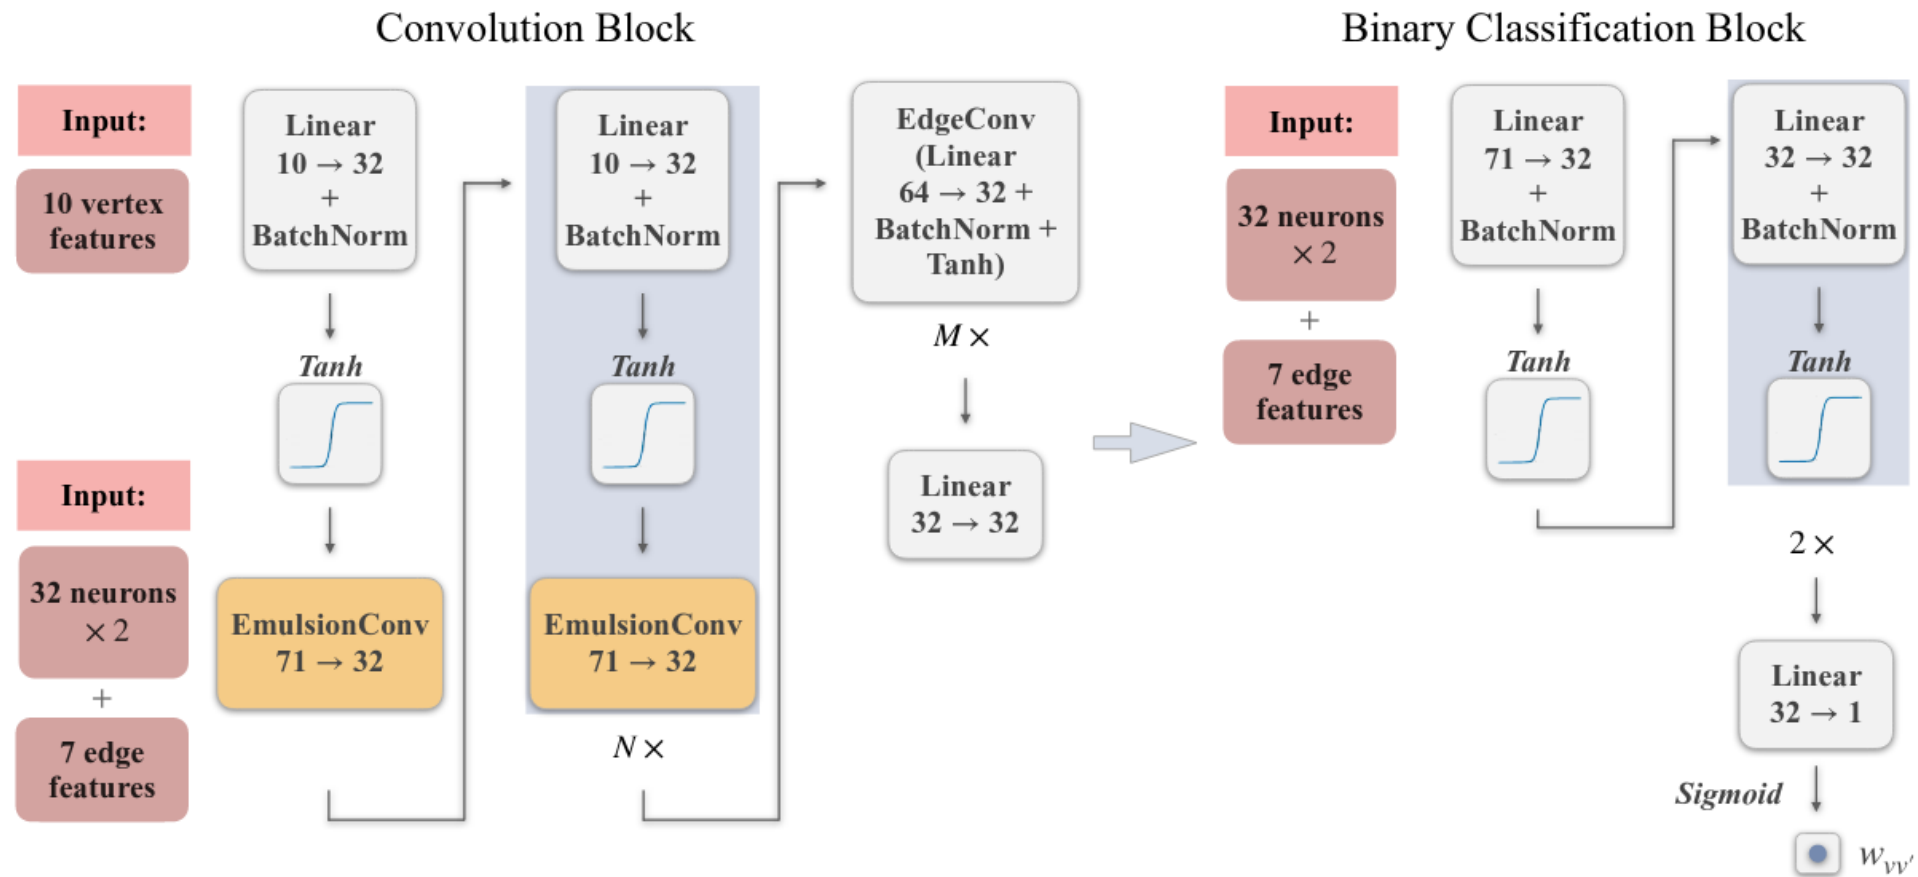 Convolution Block
Binary Classification Block
Input:
10 vertex
features
Input:
32 neurons
× 2
+
7 edge
features
Linear
10 → 32
+
BatchNorm
Tanh
EmulsionConv
71 → 32
Linear
10 → 32
+
BatchNorm
Tanh
EmulsionConv
71 → 32
N ×
EdgeConv
(Linear
64 → 32 +
BatchNorm +
Tanh)
M ×
Linear
32 → 32
Input:
32 neurons
× 2
+
7 edge
features
Linear
71 → 32
+
BatchNorm
Tanh
Linear
32 → 32
+
BatchNorm
Tanh
2 ×
Linear
32 → 1
Sigmoid
w_{vv'}